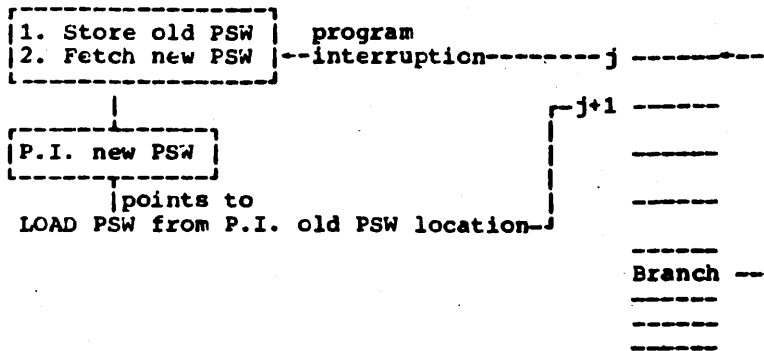 1. Store old PSW
2. Fetch new PSW
program
interruption
j
j+1
P.I. new PSW
points to
LOAD PSW from P.I. old PSW location
Branch